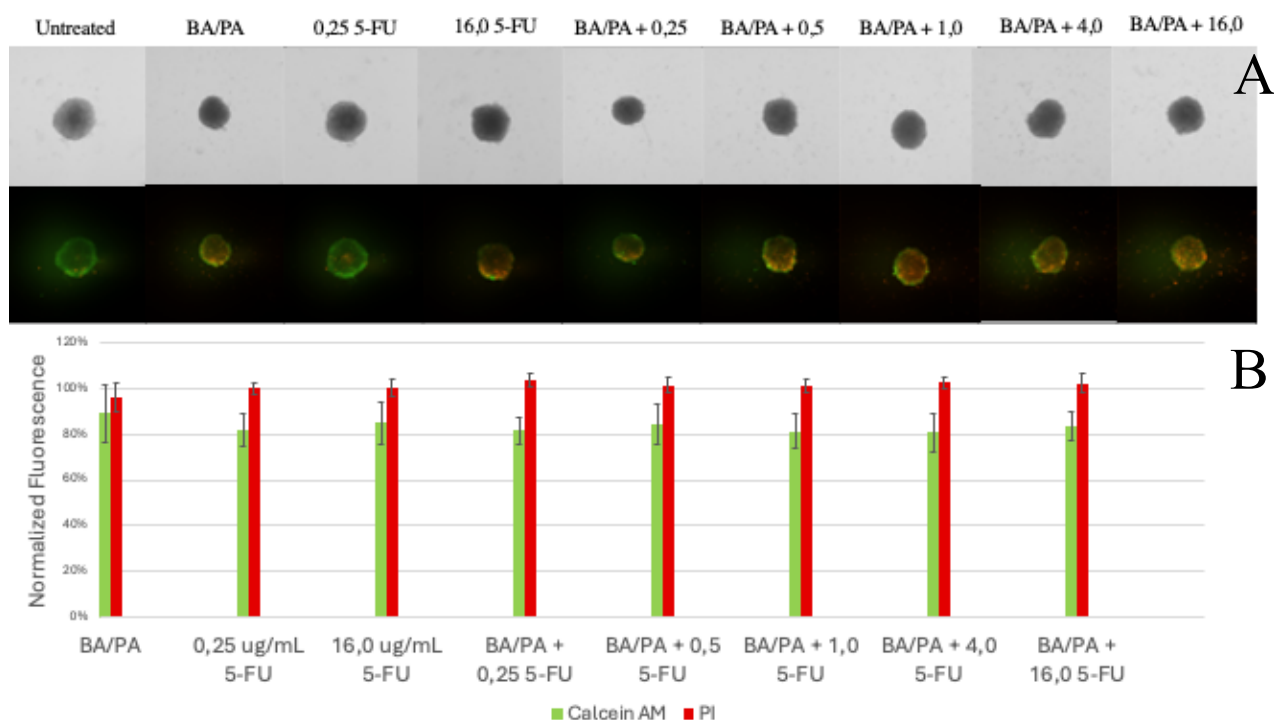 Untreated BA/PA 0,25 5-FU 16,0 5-FU BA/PA + 0,25 BA/PA + 0,5 BA/PA + 1,0 BA/PA + 4,0 BA/PA + 16,0
A
B
Normalized Fluorescence
120%
100%
80%
60%
40%
20%
0%
BA/PA 0,25 ug/mL 16,0 ug/mL BA/PA + BA/PA + 0,5 BA/PA + 1,0 BA/PA + 4,0 BA/PA +
5-FU 5-FU 0,25 5-FU 5-FU 5-FU 5-FU 16,0 5-FU
Calcein AM PI